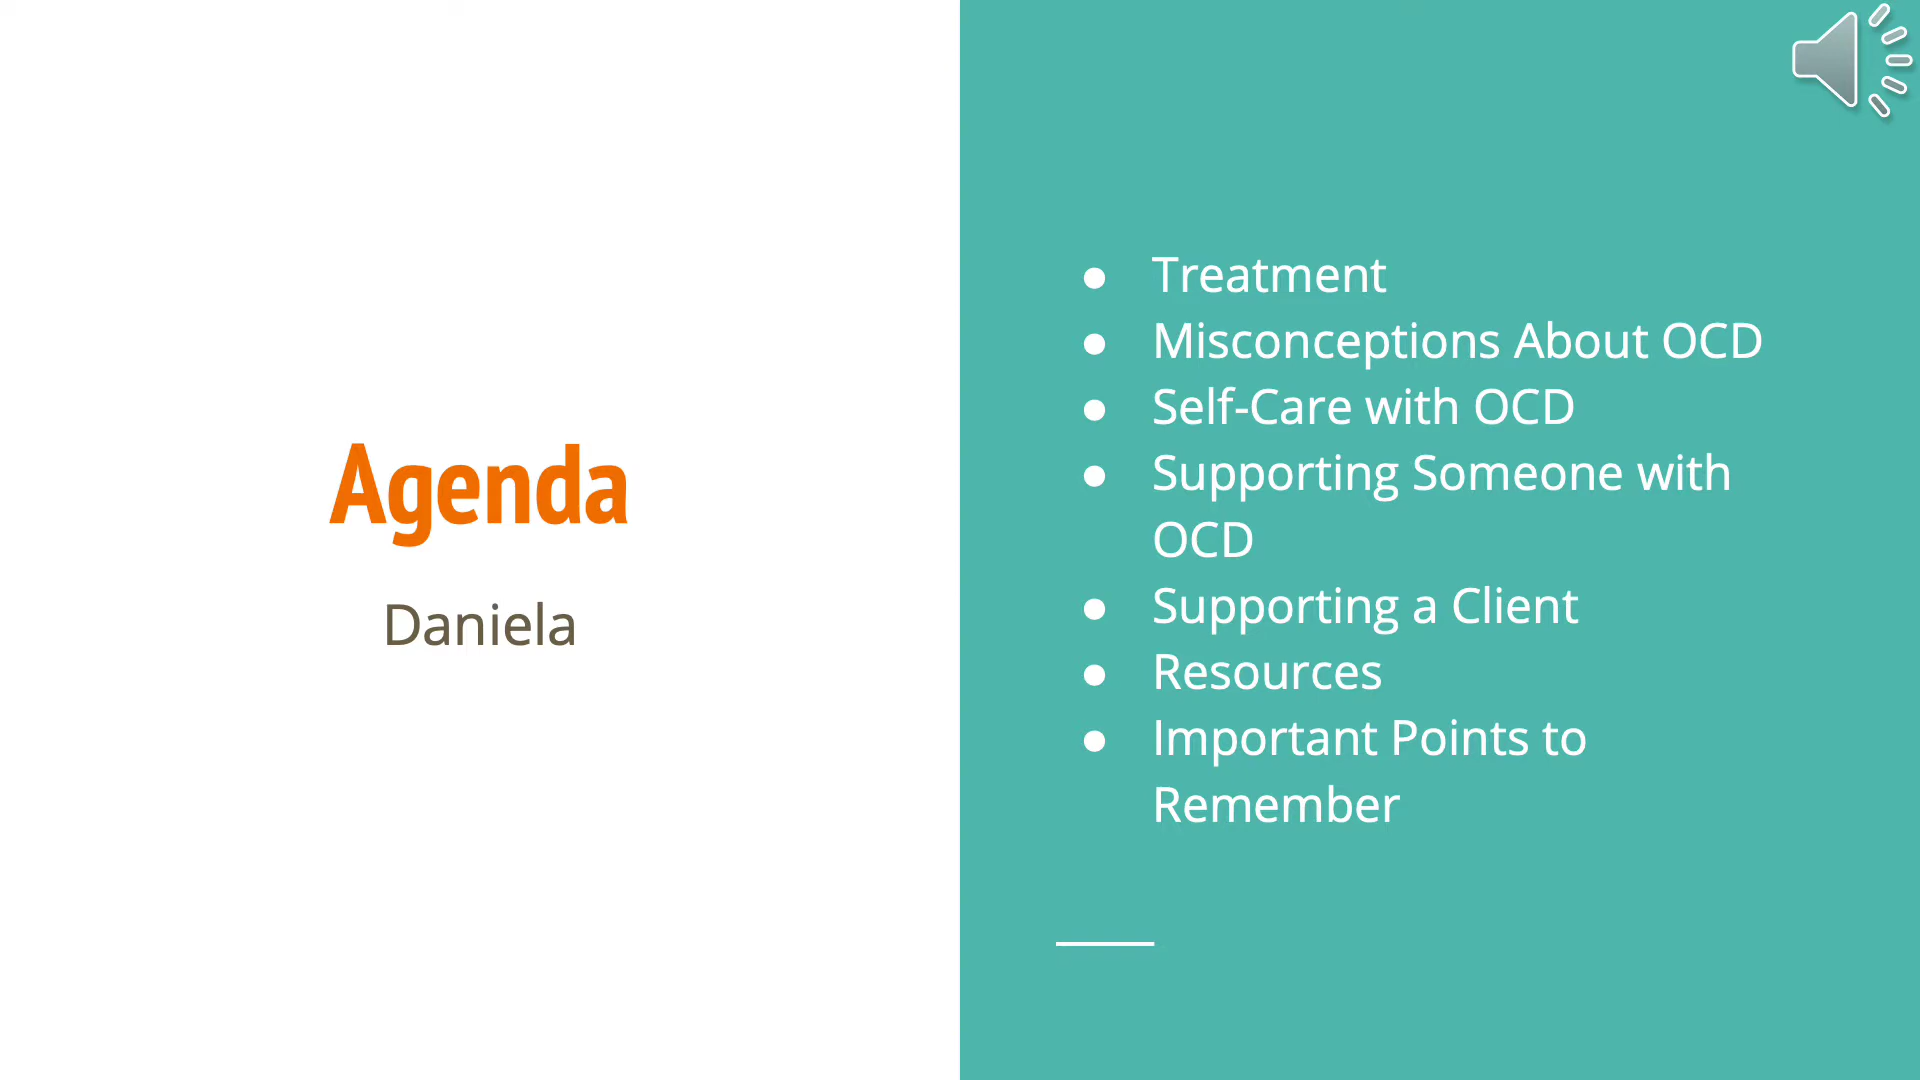 Agenda
Daniela
● Treatment
● Misconceptions About OCD
● Self-Care with OCD
● Supporting Someone with
OCD
● Supporting a Client
● Resources
● Important Points to
Remember